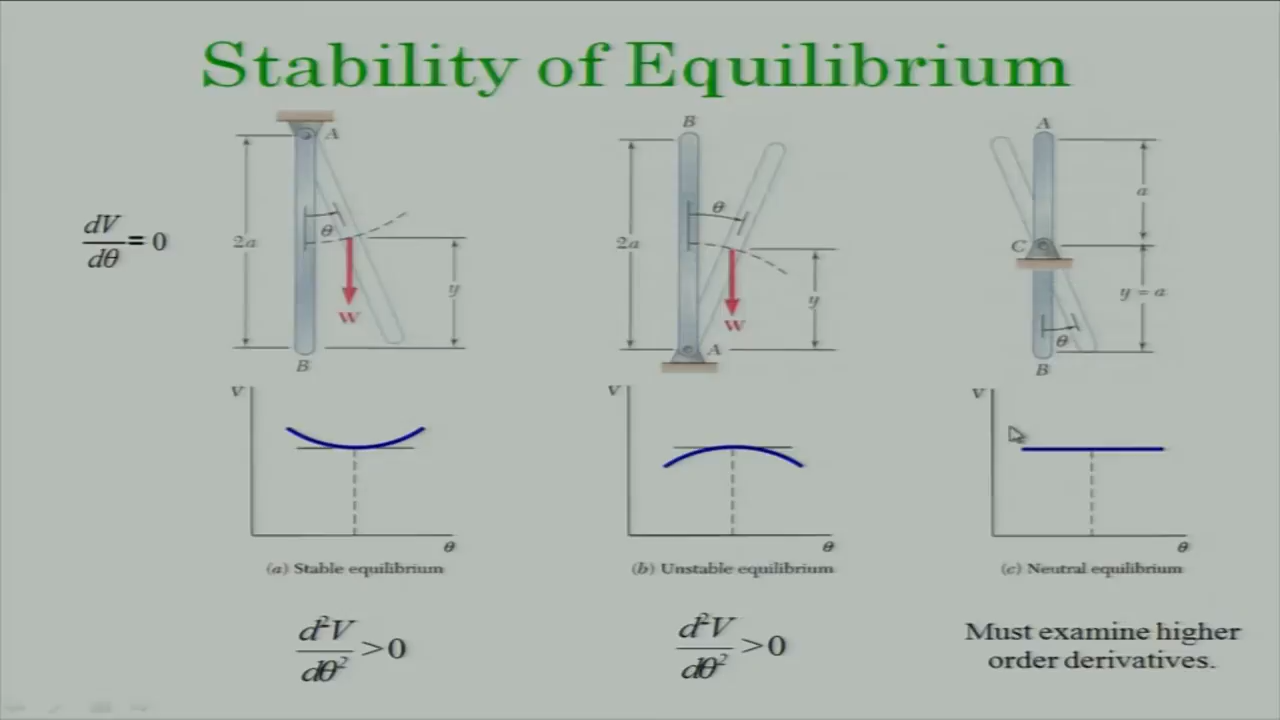 Stability of Equilibrium
dV/dθ = 0
A
2a
θ
W
y
B
B
2a
θ
W
y
A
A
a
C
y = a
θ
B
V
θ
(a) Stable equilibrium
V
θ
(b) Unstable equilibrium
V
θ
(c) Neutral equilibrium
d²V/dθ² >0
d²V/dθ² >0
Must examine higher
order derivatives.